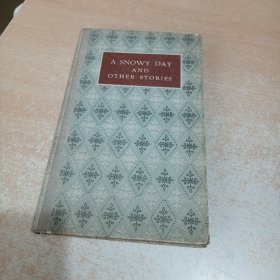 A SNOWY DAY
AND
OTHER STORIES